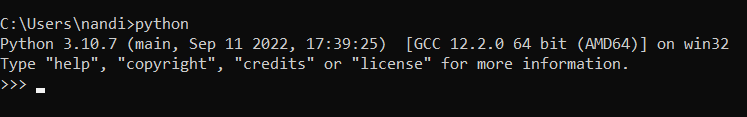 C:\Users\nandi>python
Python 3.10.7 (main, Sep 11 2022, 17:39:25)  [GCC 12.2.0 64 bit (AMD64)] on win32
Type "help", "copyright", "credits" or "license" for more information.
>>>